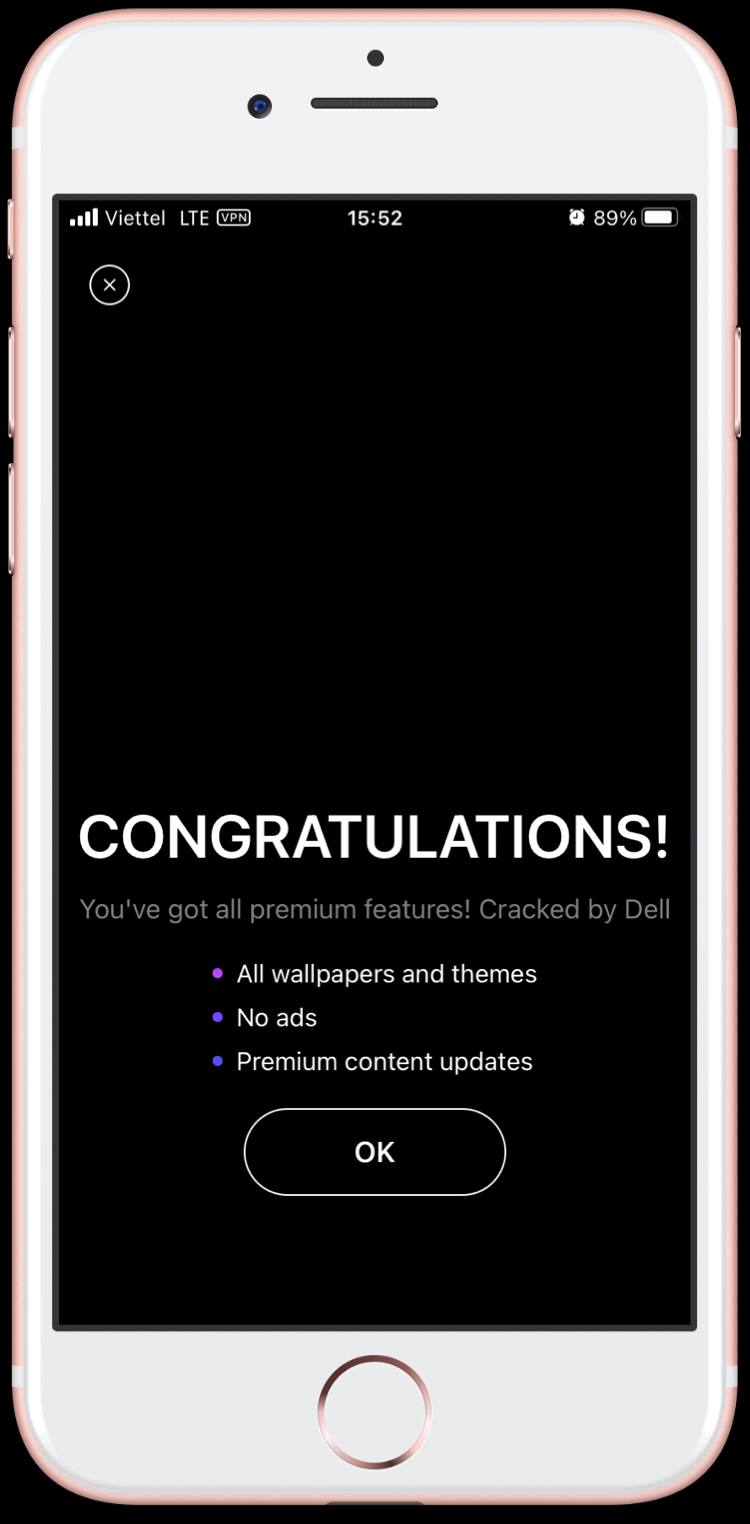 Viettel LTE VPN 15:52 89%
CONGRATULATIONS!
You've got all premium features! Cracked by Dell
All wallpapers and themes
No ads
Premium content updates
OK